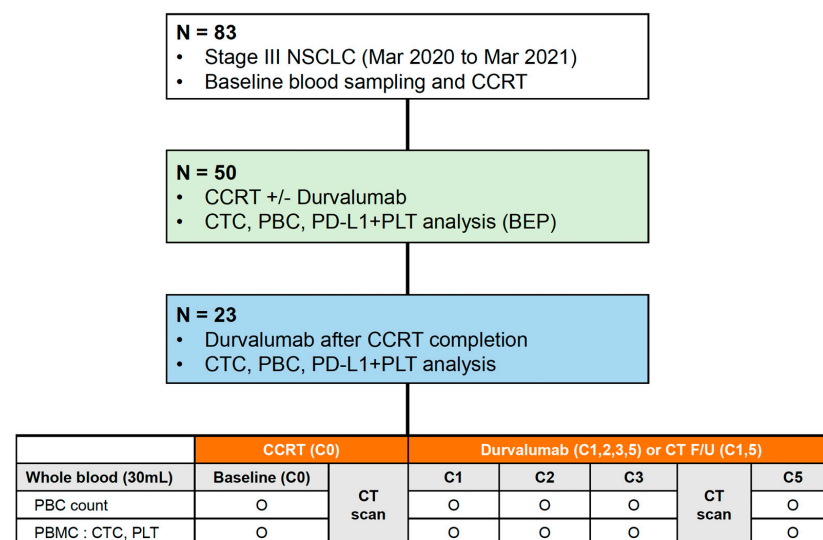 N = 83
• Stage III NSCLC (Mar 2020 to Mar 2021)
• Baseline blood sampling and CCRT
N = 50
• CCRT +/- Durvalumab
• CTC, PBC, PD-L1+PLT analysis (BEP)
N = 23
• Durvalumab after CCRT completion
• CTC, PBC, PD-L1+PLT analysis
CCRT (C0) Durvalumab (C1,2,3,5) or CT F/U (C1,5)
Whole blood (30mL) Baseline (C0) CT scan C1 C2 C3 CT scan C5
PBC count O O O O O
PBMC : CTC, PLT O O O O O